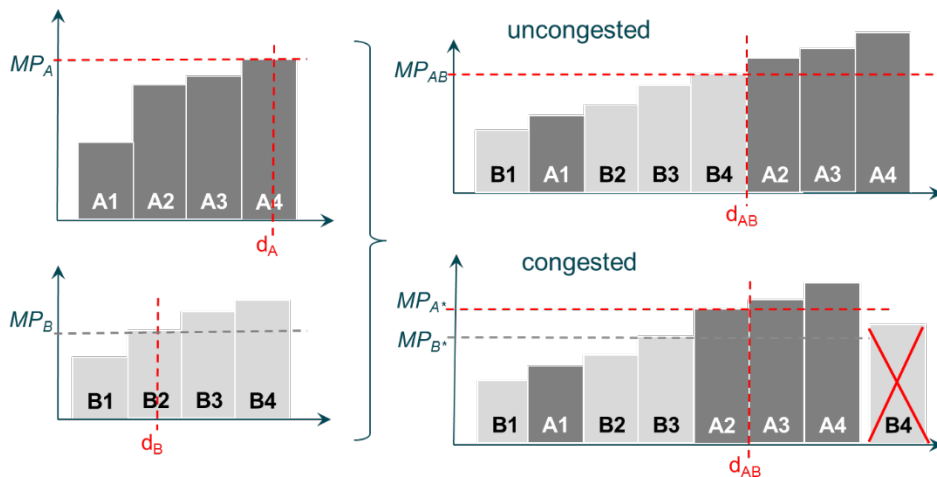 MP_A
A1 A2 A3 A4
d_A
MP_B
B1 B2 B3 B4
d_B
uncongested
MP_AB
B1 A1 B2 B3 B4 A2 A3 A4
d_AB
congested
MP_A*
MP_B*
B1 A1 B2 B3 A2 A3 A4 B4
d_AB